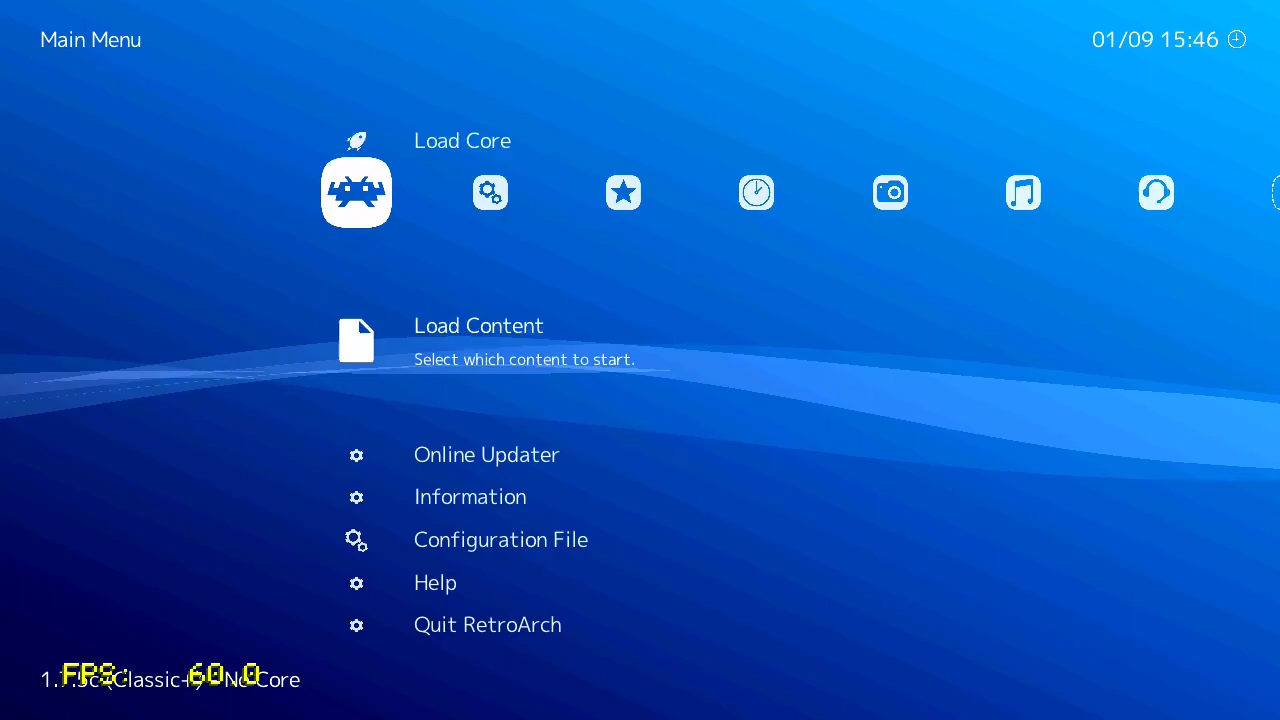 Main Menu
01/09 15:46
Load Core
Load Content
Select which content to start.
Online Updater
Information
Configuration File
Help
Quit RetroArch
FPS: 60.0
No Core